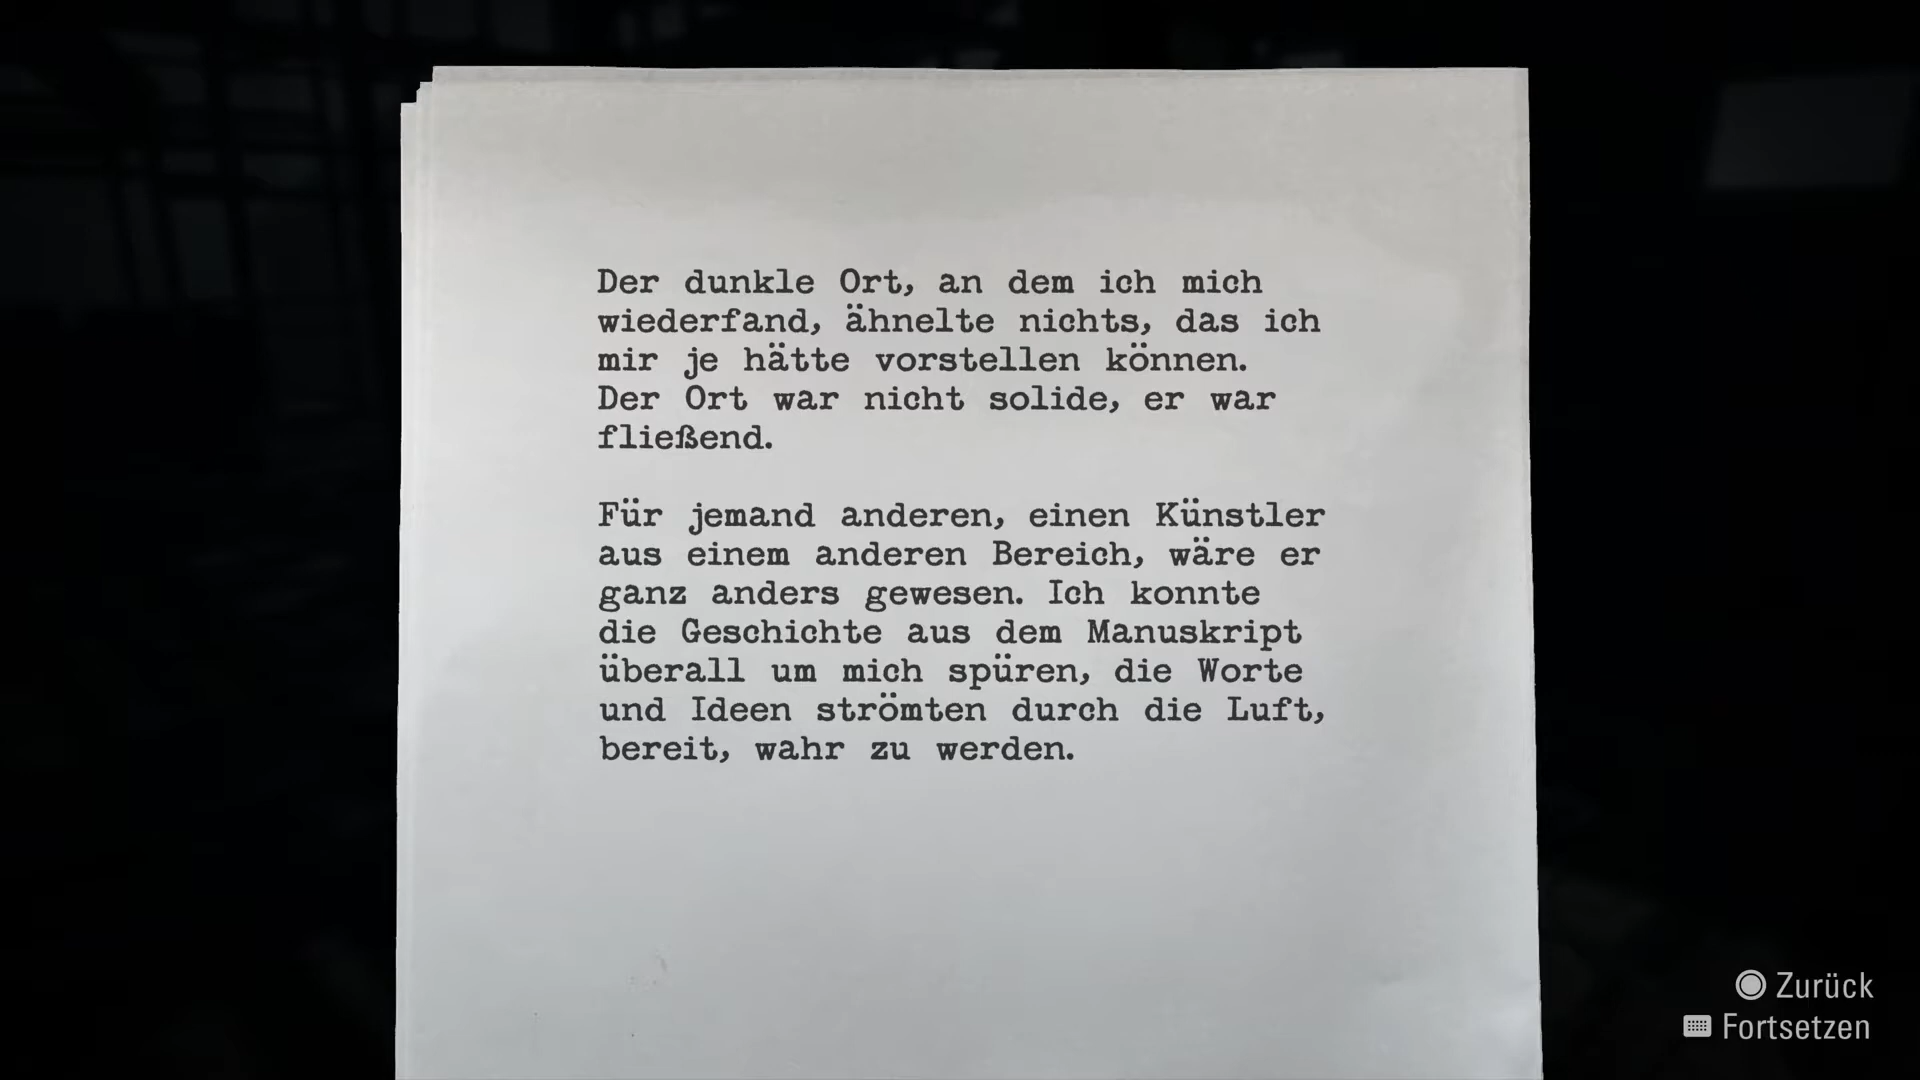 Der dunkle Ort, an dem ich mich
wiederfand, ähnelte nichts, das ich
mir je hätte vorstellen können.
Der Ort war nicht solide, er war
fließend.
Für jemand anderen, einen Künstler
aus einem anderen Bereich, wäre er
ganz anders gewesen. Ich konnte
die Geschichte aus dem Manuskript
überall um mich spüren, die Worte
und Ideen strömten durch die Luft,
bereit, wahr zu werden.
Zurück
Fortsetzen